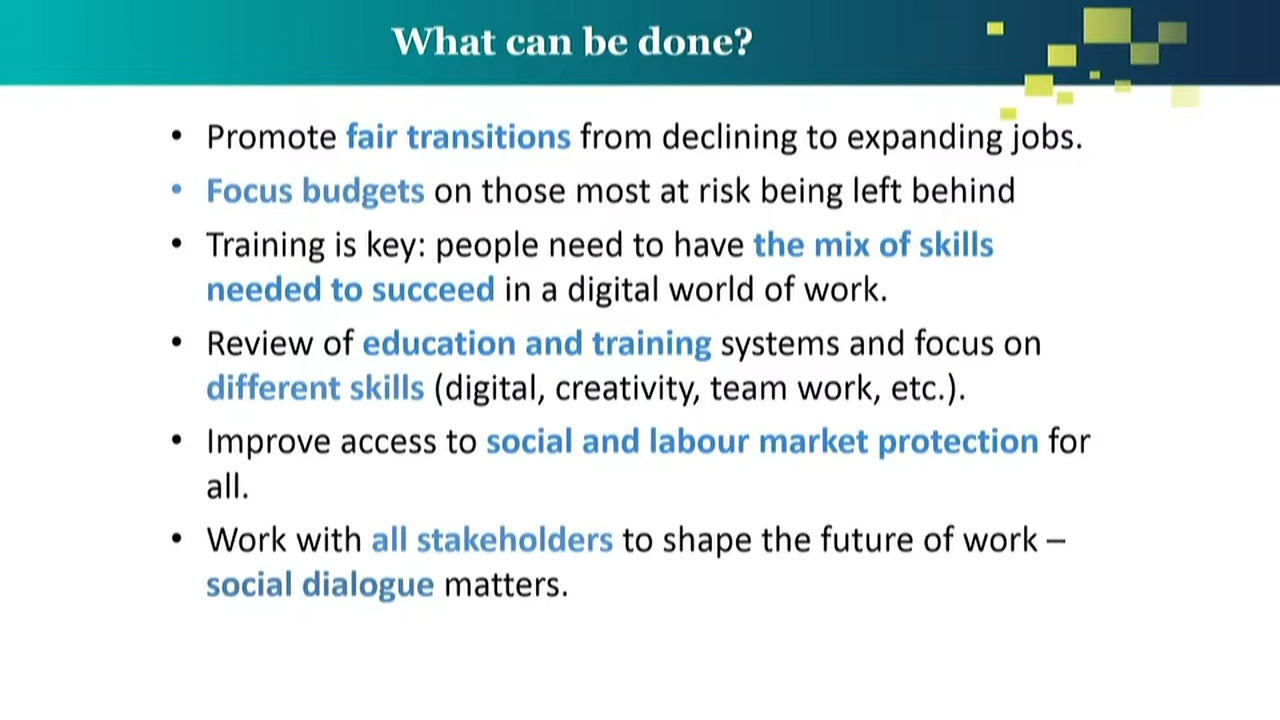 What can be done?
• Promote fair transitions from declining to expanding jobs.
• Focus budgets on those most at risk being left behind
• Training is key: people need to have the mix of skills
needed to succeed in a digital world of work.
• Review of education and training systems and focus on
different skills (digital, creativity, team work, etc.).
• Improve access to social and labour market protection for
all.
• Work with all stakeholders to shape the future of work –
social dialogue matters.